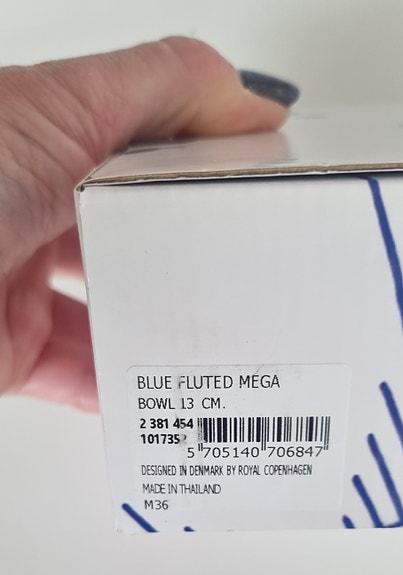 BLUE FLUTED MEGA
BOWL 13 CM.
2 381 454
1017352
5 705140 706847
DESIGNED IN DENMARK BY ROYAL COPENHAGEN
MADE IN THAILAND
M36